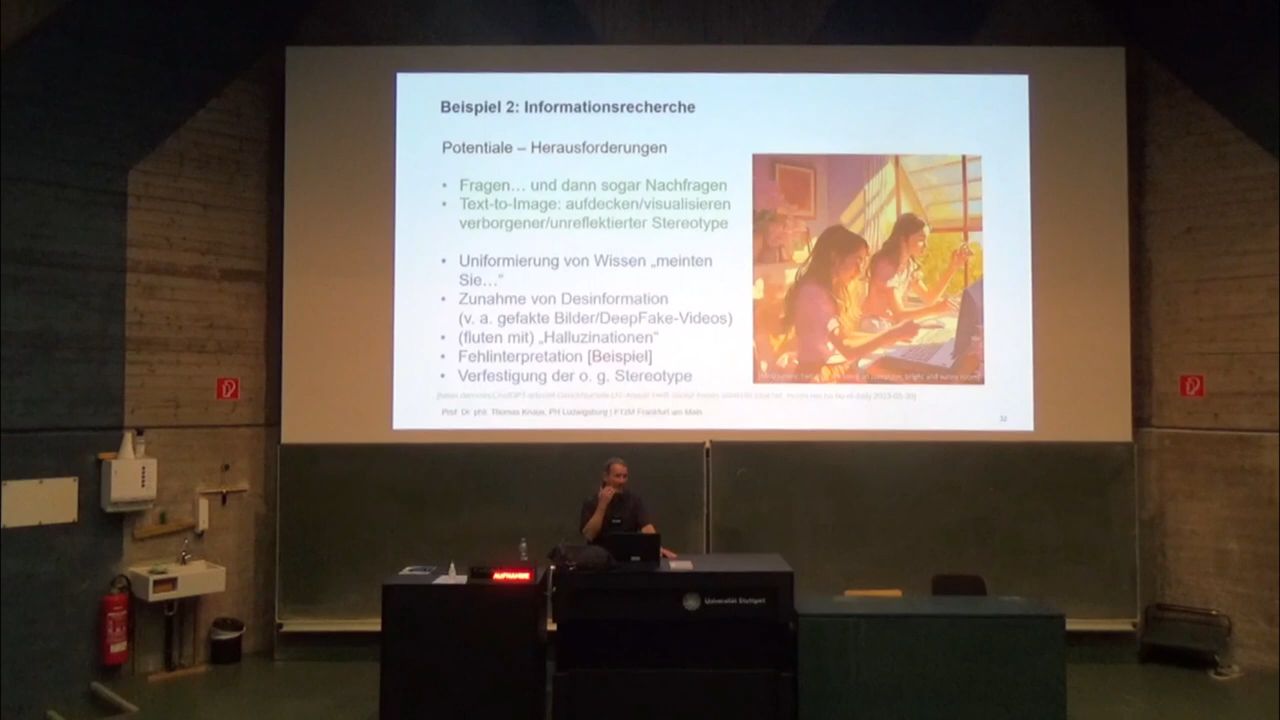 Beispiel 2: Informationsrecherche
Potentiale – Herausforderungen
• Fragen… und dann sogar Nachfragen
• Text-to-Image: aufdecken/visualisieren
verborgener/unreflektierter Stereotype
• Uniformierung von Wissen „meinten
Sie…“
• Zunahme von Desinformation
(v. a. gefakte Bilder/DeepFake-Videos)
• (fluten mit) „Halluzinationen“
• Fehlinterpretation [Beispiel]
• Verfestigung der o. g. Stereotype
Prof. Dr. phil. Thomas Knaus, PH Ludwigsburg | FTzM Frankfurt am Main
32
AUFNAHME
Universität Stuttgart